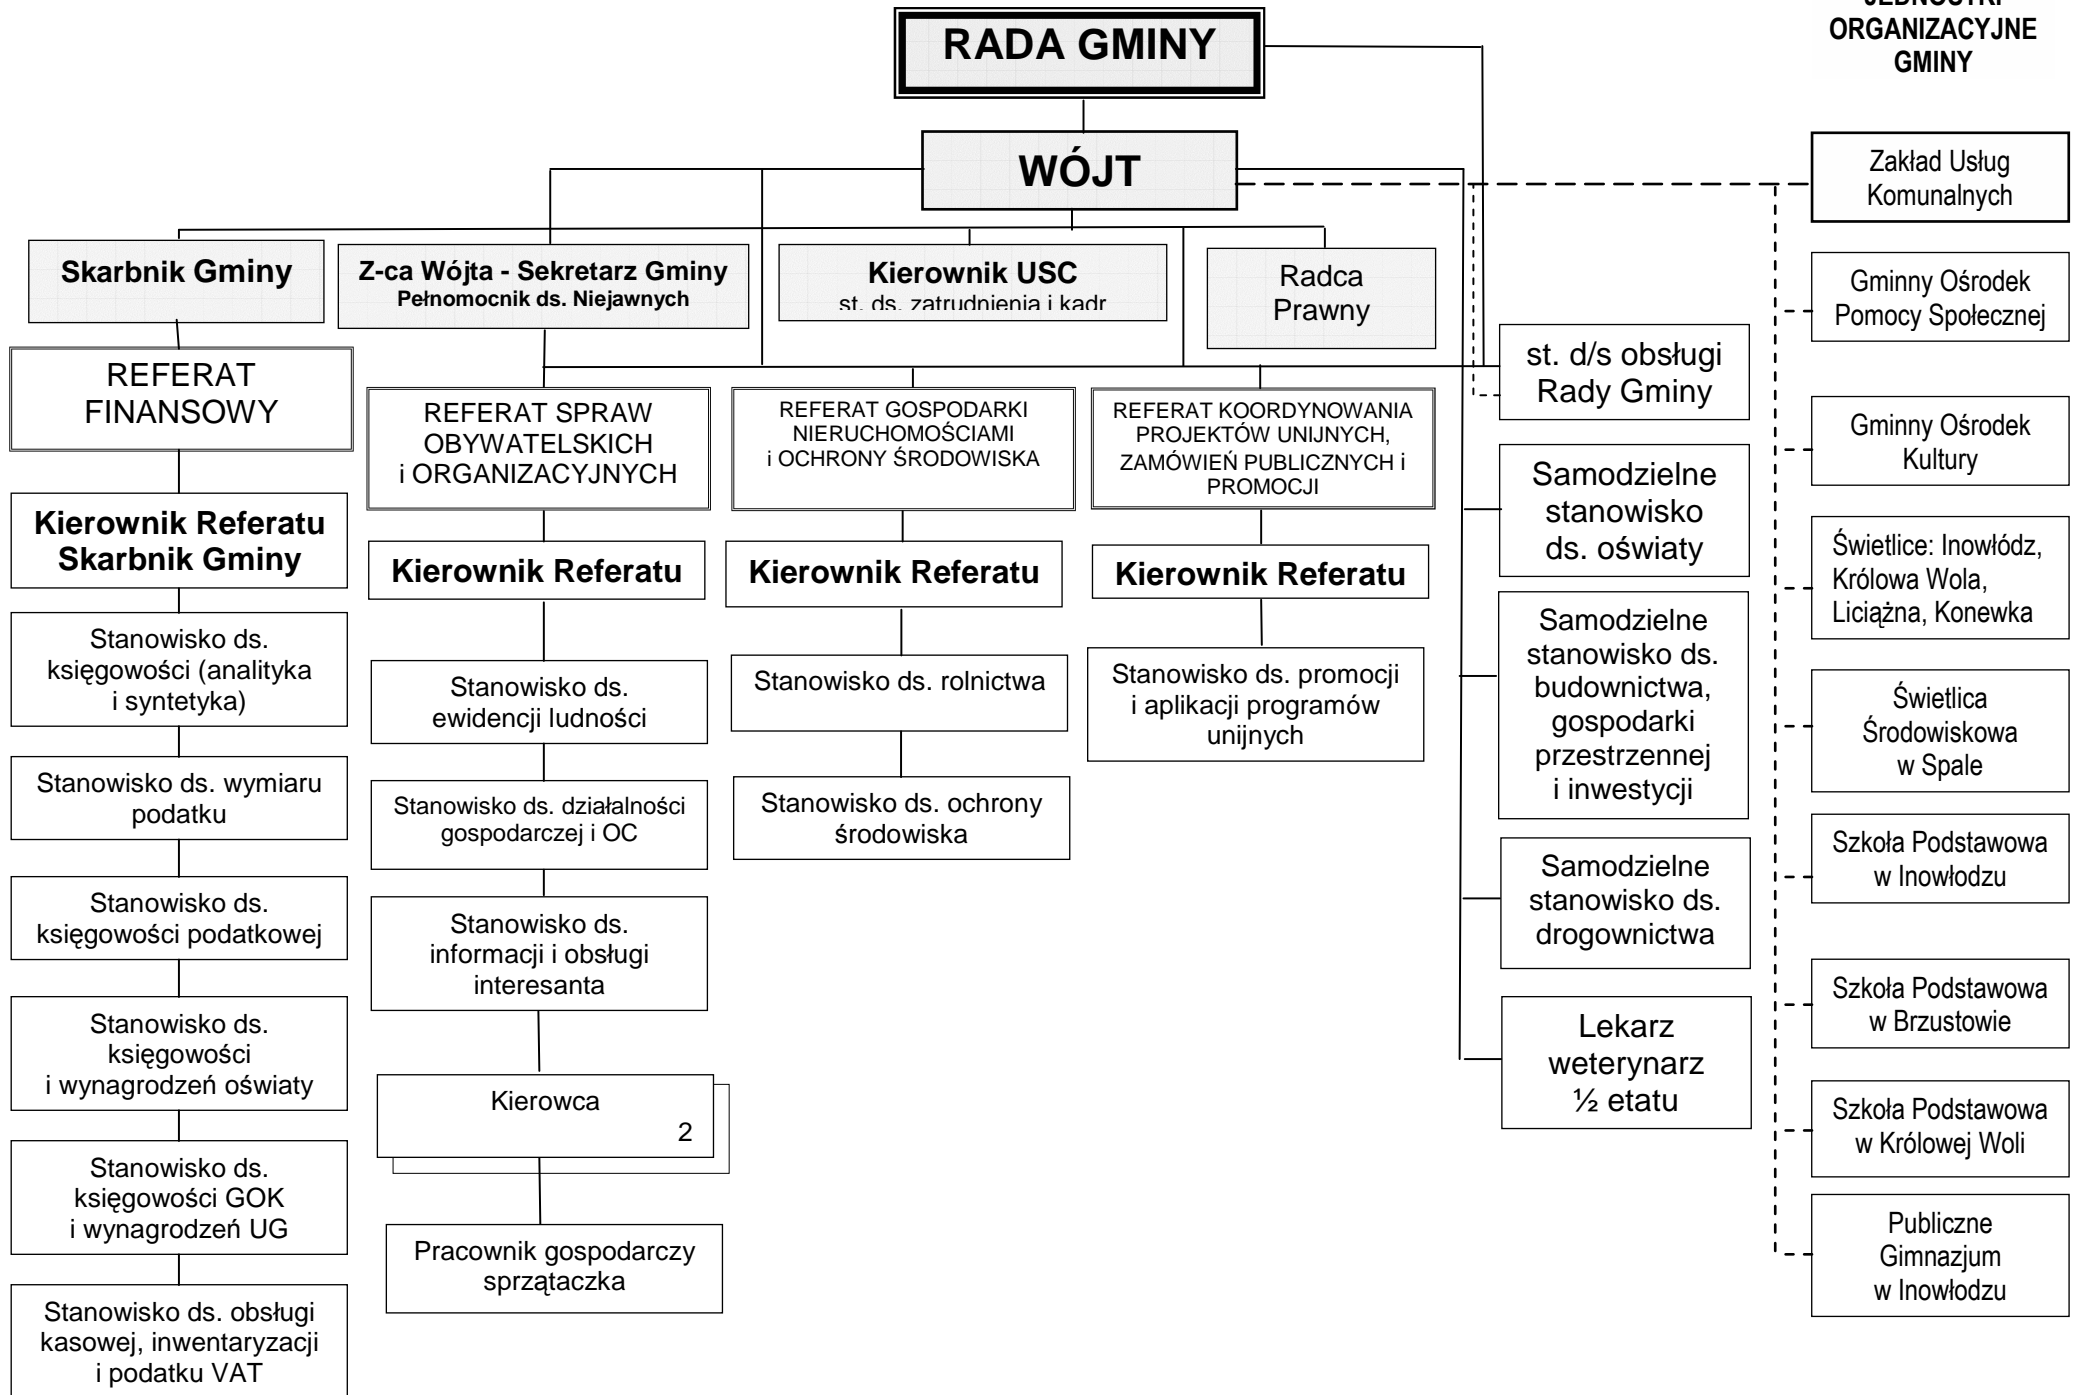 RADA GMINY
JEDNOSTKI
ORGANIZACYJNE
GMINY
WÓJT
Zakład Usług
Komunalnych
Skarbnik Gminy
Z-ca Wójta - Sekretarz Gminy
Pełnomocnik ds. Niejawnych
Kierownik USC
st. ds. zatrudnienia i kadr
Radca
Prawny
Gminny Ośrodek
Pomocy Społecznej
REFERAT
FINANSOWY
REFERAT SPRAW
OBYWATELSKICH
i ORGANIZACYJNYCH
REFERAT GOSPODARKI
NIERUCHOMOŚCIAMI
i OCHRONY ŚRODOWISKA
REFERAT KOORDYNOWANIA
PROJEKTÓW UNIJNYCH,
ZAMÓWIEŃ PUBLICZNYCH i
PROMOCJI
st. d/s obsługi
Rady Gminy
Gminny Ośrodek
Kultury
Kierownik Referatu
Skarbnik Gminy
Kierownik Referatu
Kierownik Referatu
Kierownik Referatu
Samodzielne
stanowisko
ds. oświaty
Świetlice: Inowłódz,
Królowa Wola,
Liciążna, Konewka
Stanowisko ds.
księgowości (analityka
i syntetyka)
Stanowisko ds.
ewidencji ludności
Stanowisko ds. rolnictwa
Stanowisko ds. promocji
i aplikacji programów
unijnych
Samodzielne
stanowisko ds.
budownictwa,
gospodarki
przestrzennej
i inwestycji
Świetlica
Środowiskowa
w Spale
Stanowisko ds. wymiaru
podatku
Stanowisko ds. działalności
gospodarczej i OC
Stanowisko ds. ochrony
środowiska
Szkoła Podstawowa
w Inowłodzu
Stanowisko ds.
księgowości podatkowej
Stanowisko ds.
informacji i obsługi
interesanta
Samodzielne
stanowisko ds.
drogownictwa
Szkoła Podstawowa
w Brzustowie
Stanowisko ds.
księgowości
i wynagrodzeń oświaty
Kierowca
2
Lekarz
weterynarz
½ etatu
Szkoła Podstawowa
w Królowej Woli
Stanowisko ds.
księgowości GOK
i wynagrodzeń UG
Pracownik gospodarczy
sprzątaczka
Publiczne
Gimnazjum
w Inowłodzu
Stanowisko ds. obsługi
kasowej, inwentaryzacji
i podatku VAT